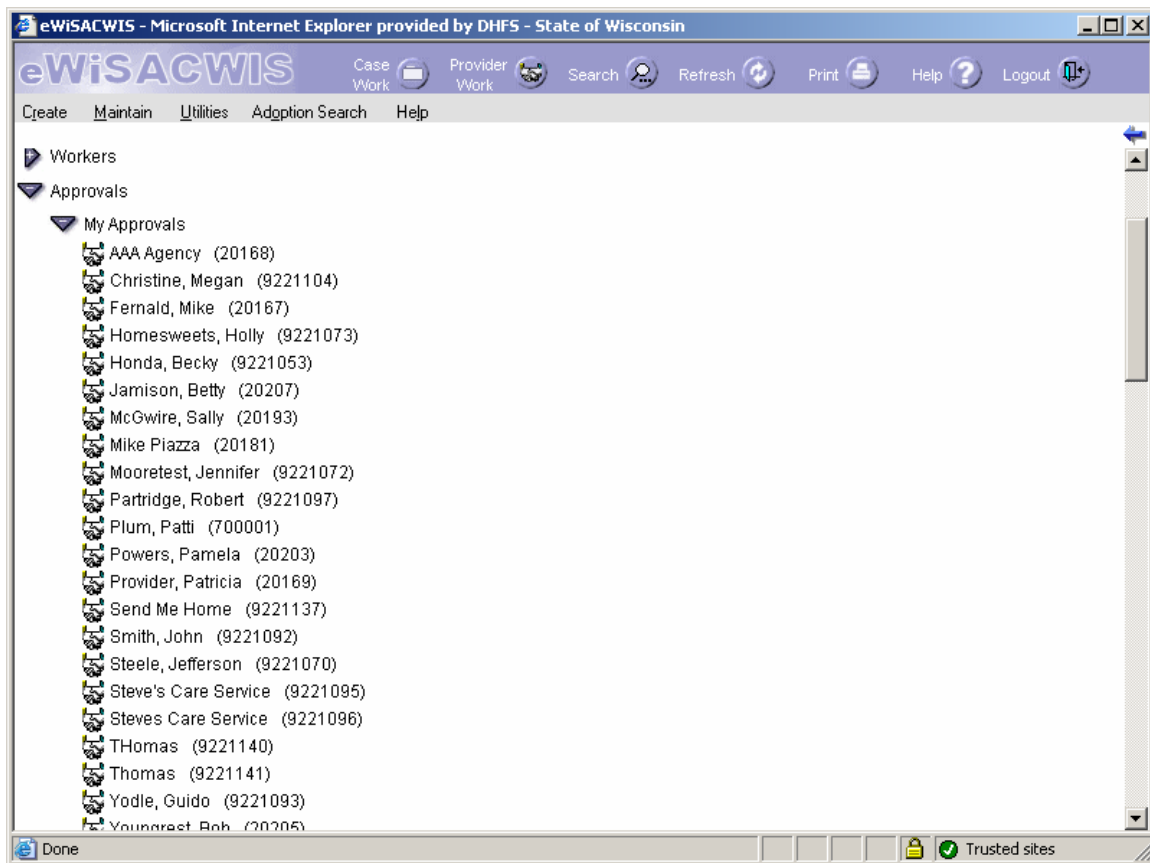 eWiSACWIS - Microsoft Internet Explorer provided by DHFS - State of Wisconsin
eWiSACWIS Case Work Provider Work Search Refresh Print Help Logout
Create Maintain Utilities Adoption Search Help
Workers
Approvals
My Approvals
AAA Agency (20168)
Christine, Megan (9221104)
Fernald, Mike (20167)
Homesweets, Holly (9221073)
Honda, Becky (9221053)
Jamison, Betty (20207)
McGwire, Sally (20193)
Mike Piazza (20181)
Mooretest, Jennifer (9221072)
Partridge, Robert (9221097)
Plum, Patti (700001)
Powers, Pamela (20203)
Provider, Patricia (20169)
Send Me Home (9221137)
Smith, John (9221092)
Steele, Jefferson (9221070)
Steve's Care Service (9221095)
Steves Care Service (9221096)
THomas (9221140)
Thomas (9221141)
Yodle, Guido (9221093)
Youngrest, Bob (20205)
Done Trusted sites